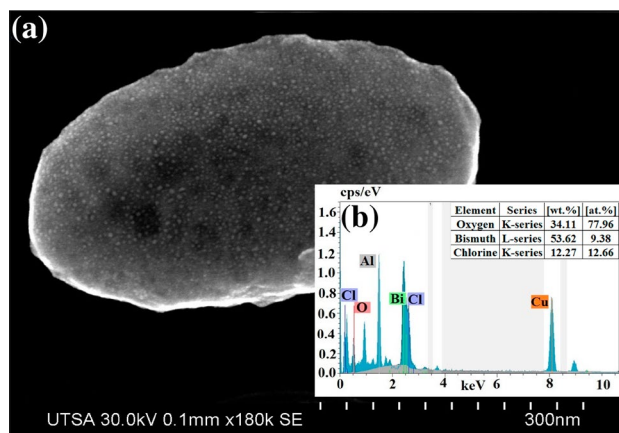 (a)
cps/eV
(b)
Element Series [wt.%] [at.%]
Oxygen K-series 34.11 77.96
Bismuth L-series 53.62 9.38
Chlorine K-series 12.27 12.66
1.6
1.4
1.2
1.0
0.8
0.6
0.4
0.2
0.0
Al
Cl
O
Bi
Cl
Cu
0 2 4 6 8 10
keV
UTSA 30.0kV 0.1mm x180k SE
300nm